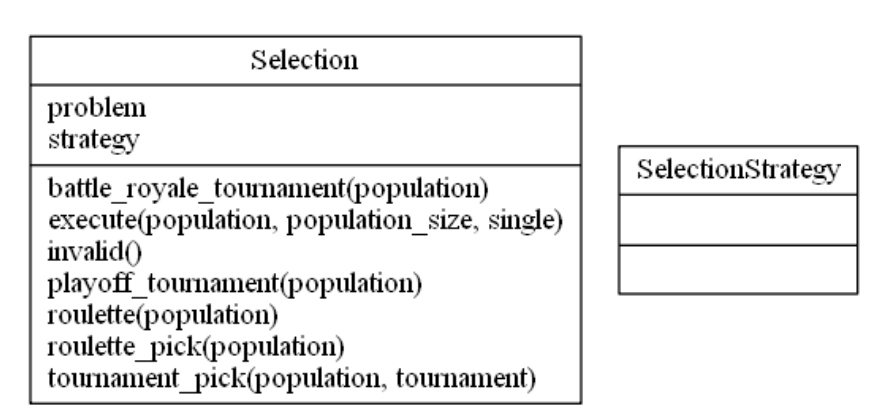 Selection
problem
strategy
battle_royale_tournament(population)
execute(population, population_size, single)
invalid()
playoff_tournament(population)
roulette(population)
roulette_pick(population)
tournament_pick(population, tournament)
SelectionStrategy